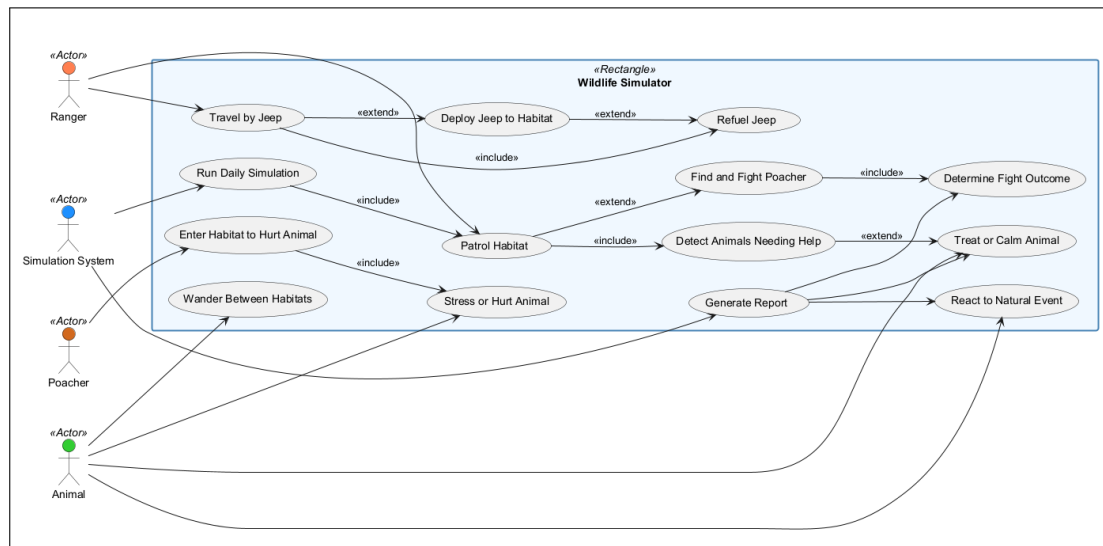 «Actor»
Ranger
«Rectangle»
Wildlife Simulator
Travel by Jeep
«extend»
Deploy Jeep to Habitat
«extend»
Refuel Jeep
«include»
«Actor»
Simulation System
Run Daily Simulation
«include»
Find and Fight Poacher
«include»
Determine Fight Outcome
«extend»
Enter Habitat to Hurt Animal
Patrol Habitat
«include»
Detect Animals Needing Help
«extend»
Treat or Calm Animal
«include»
Wander Between Habitats
Stress or Hurt Animal
Generate Report
React to Natural Event
«Actor»
Poacher
«Actor»
Animal